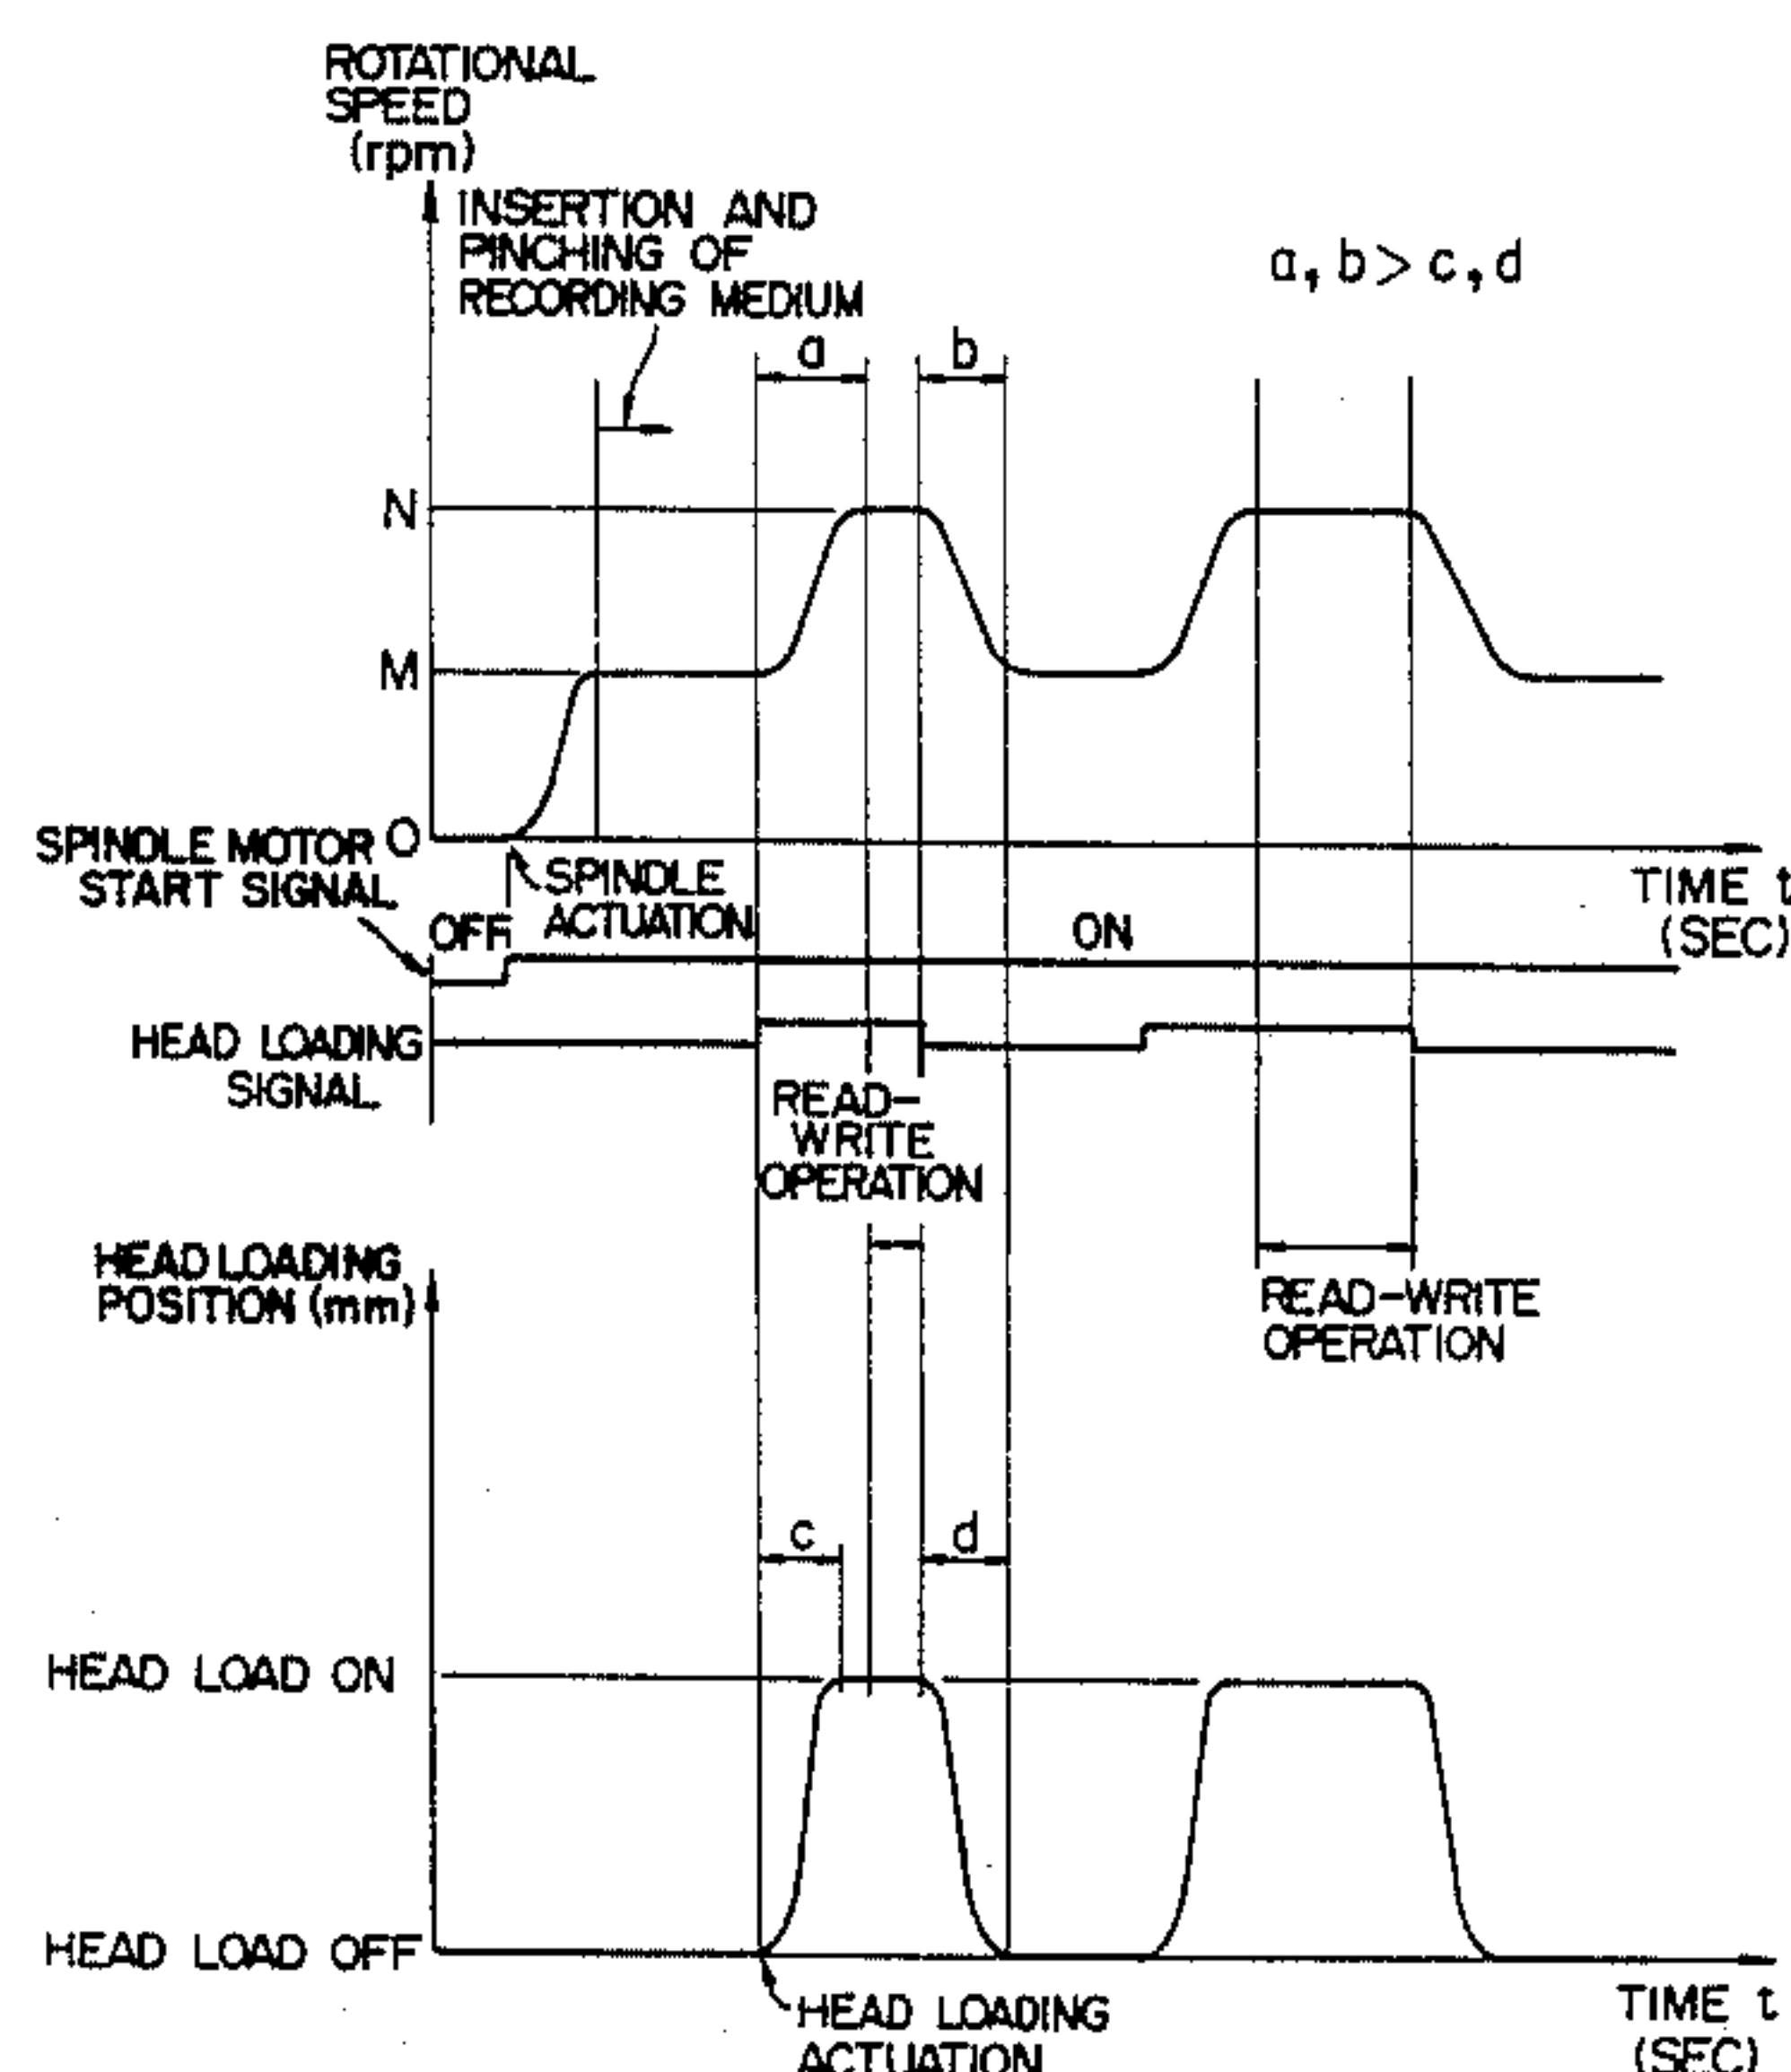 ROTATIONAL
SPEED
(rpm)
INSERTION AND
PINCHING OF
RECORDING MEDIUM
a, b > c, d
a
b
N
M
O
SPINDLE MOTOR
START SIGNAL
SPINDLE
ACTUATION
TIME t
(SEC)
OFF
ON
HEAD LOADING
SIGNAL
READ-
WRITE
OPERATION
HEAD LOADING
POSITION (mm)
READ-WRITE
OPERATION
c
d
HEAD LOAD ON
HEAD LOAD OFF
HEAD LOADING
ACTUATION
TIME t
(SEC)